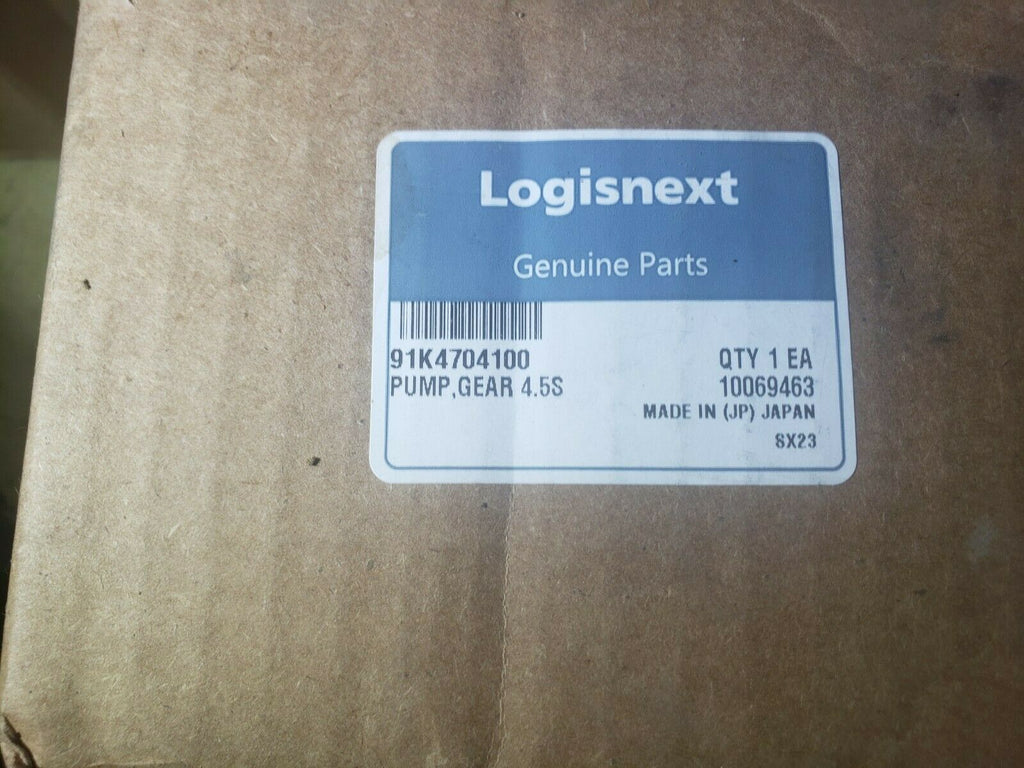 Logisnext
Genuine Parts
91K4704100 QTY 1 EA
PUMP,GEAR 4.5S 10069463
MADE IN (JP) JAPAN
SX23